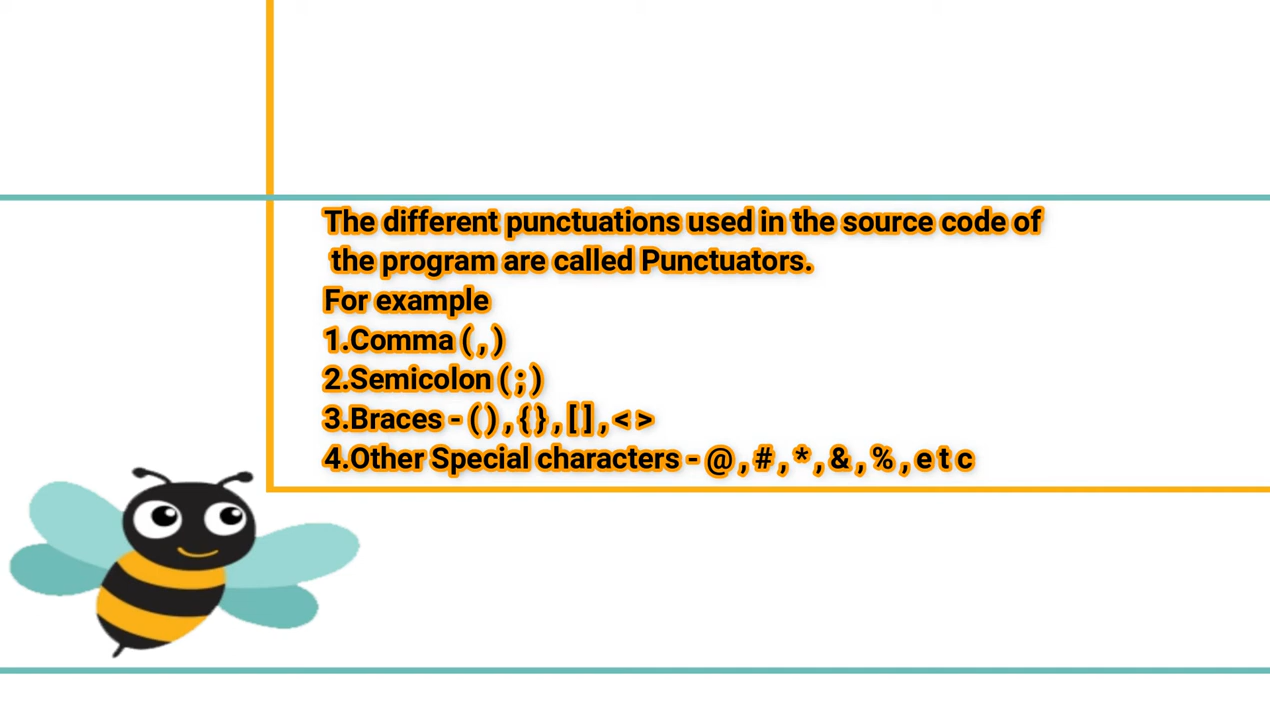 The different punctuations used in the source code of
the program are called Punctuators.
For example
1.Comma ( , )
2.Semicolon ( ; )
3.Braces - ( ) , { } , [ ] , < >
4.Other Special characters - @ , # , * , & , % , e t c